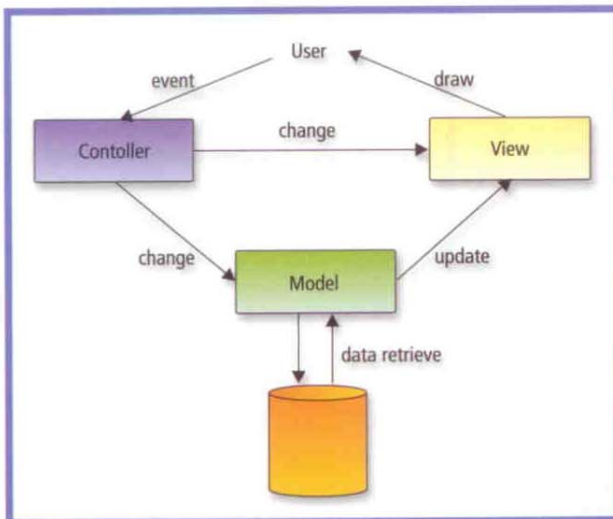 User
event
draw
Contoller
change
View
change
update
Model
data retrieve